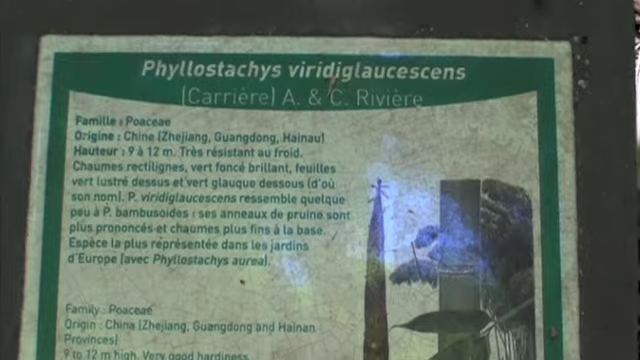 Phyllostachys viridiglaucescens
(Carrière) A. & C. Rivière
Famille : Poaceae
Origine : China (Zhejiang, Guangdong, Hainau)
Hauteur : 9 à 12 m. Très résistant au froid.
Chaumes rectilignes, vert foncé brillant, feuilles
vert lustré dessus et vert glauque dessous (d'où
son nom). P. viridiglaucescens ressemble quelque
peu à P. bambusoides : ses anneaux de pruine sont
plus prononcés et chaumes plus fins à la base.
Espèce la plus représentée dans les jardins
d'Europe (avec Phyllostachys aurea).
Family : Poaceae
Origin : China (Zhejiang, Guangdong and Hainan
Provinces)
9 to 12 m high. Very good hardiness.